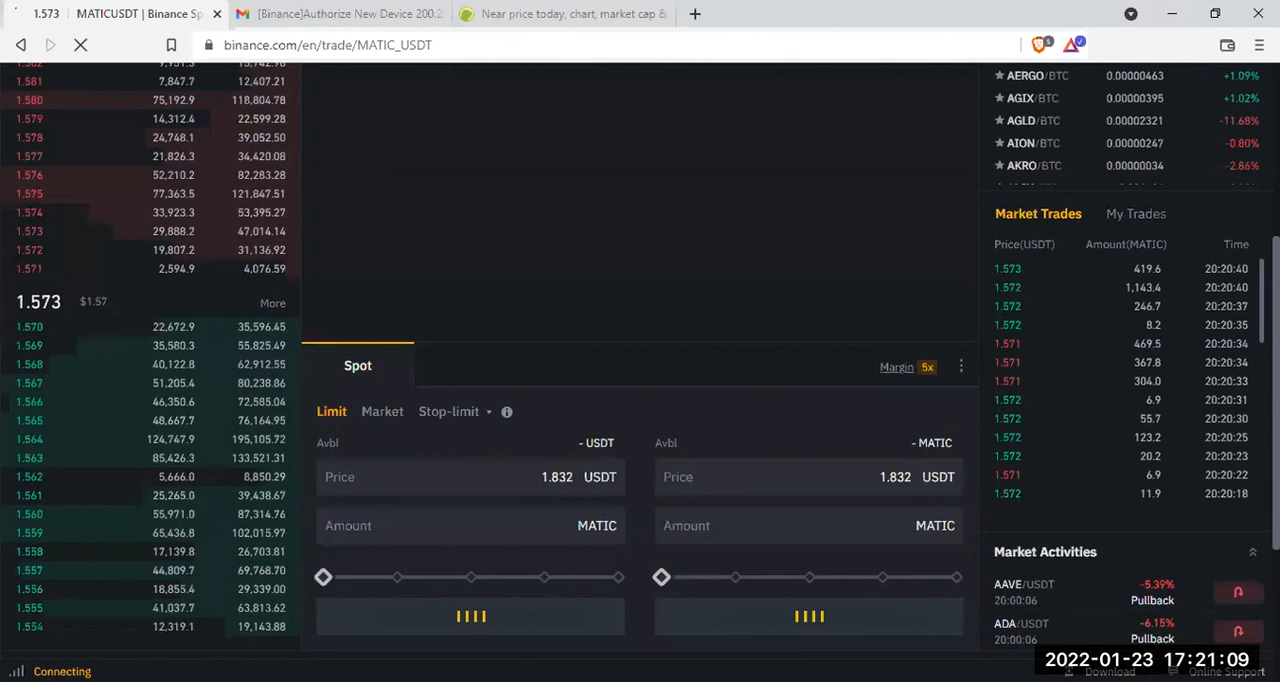 1.573 MATICUSDT | Binance Sp
[Binance]Authorize New Device 200.2
Near price today, chart, market cap &
binance.com/en/trade/MATIC_USDT
1.581 7,847.7 12,407.21
1.580 75,192.9 118,804.78
1.579 14,312.4 22,599.28
1.578 24,748.1 39,052.50
1.577 21,826.3 34,420.08
1.576 52,210.2 82,283.28
1.575 77,363.5 121,847.51
1.574 33,923.3 53,395.27
1.573 29,888.2 47,014.14
1.572 19,807.2 31,136.92
1.571 2,594.9 4,076.59
1.573 $1.57 More
1.570 22,672.9 35,596.45
1.569 35,580.3 55,825.49
1.568 40,122.8 62,912.55
1.567 51,205.4 80,238.86
1.566 46,350.6 72,585.04
1.565 48,667.7 76,164.95
1.564 124,747.9 195,105.72
1.563 85,426.3 133,521.31
1.562 5,666.0 8,850.29
1.561 25,265.0 39,438.67
1.560 55,971.0 87,314.76
1.559 65,436.8 102,015.97
1.558 17,139.8 26,703.81
1.557 44,809.7 69,768.70
1.556 18,855.4 29,339.00
1.555 41,037.7 63,813.62
1.554 12,319.1 19,143.88
Connecting
Spot
Margin 5x
Limit Market Stop-limit
Avbl - USDT
Price 1.832 USDT
Amount MATIC
Avbl - MATIC
Price 1.832 USDT
Amount MATIC
AERGO/BTC 0.00000463 +1.09%
AGIX/BTC 0.00000395 +1.02%
AGLD/BTC 0.00002321 -11.68%
AION/BTC 0.00000247 -0.80%
AKRO/BTC 0.00000034 -2.86%
Market Trades My Trades
Price(USDT) Amount(MATIC) Time
1.573 419.6 20:20:40
1.572 1,143.4 20:20:40
1.572 246.7 20:20:37
1.572 8.2 20:20:35
1.571 469.5 20:20:34
1.571 367.8 20:20:34
1.571 304.0 20:20:33
1.572 6.9 20:20:31
1.572 55.7 20:20:30
1.572 123.2 20:20:25
1.572 20.2 20:20:23
1.571 6.9 20:20:22
1.572 11.9 20:20:18
Market Activities
AAVE/USDT -5.39%
20:00:06 Pullback
ADA/USDT -6.15%
20:00:06 Pullback
2022-01-23 17:21:09
Download Online Support